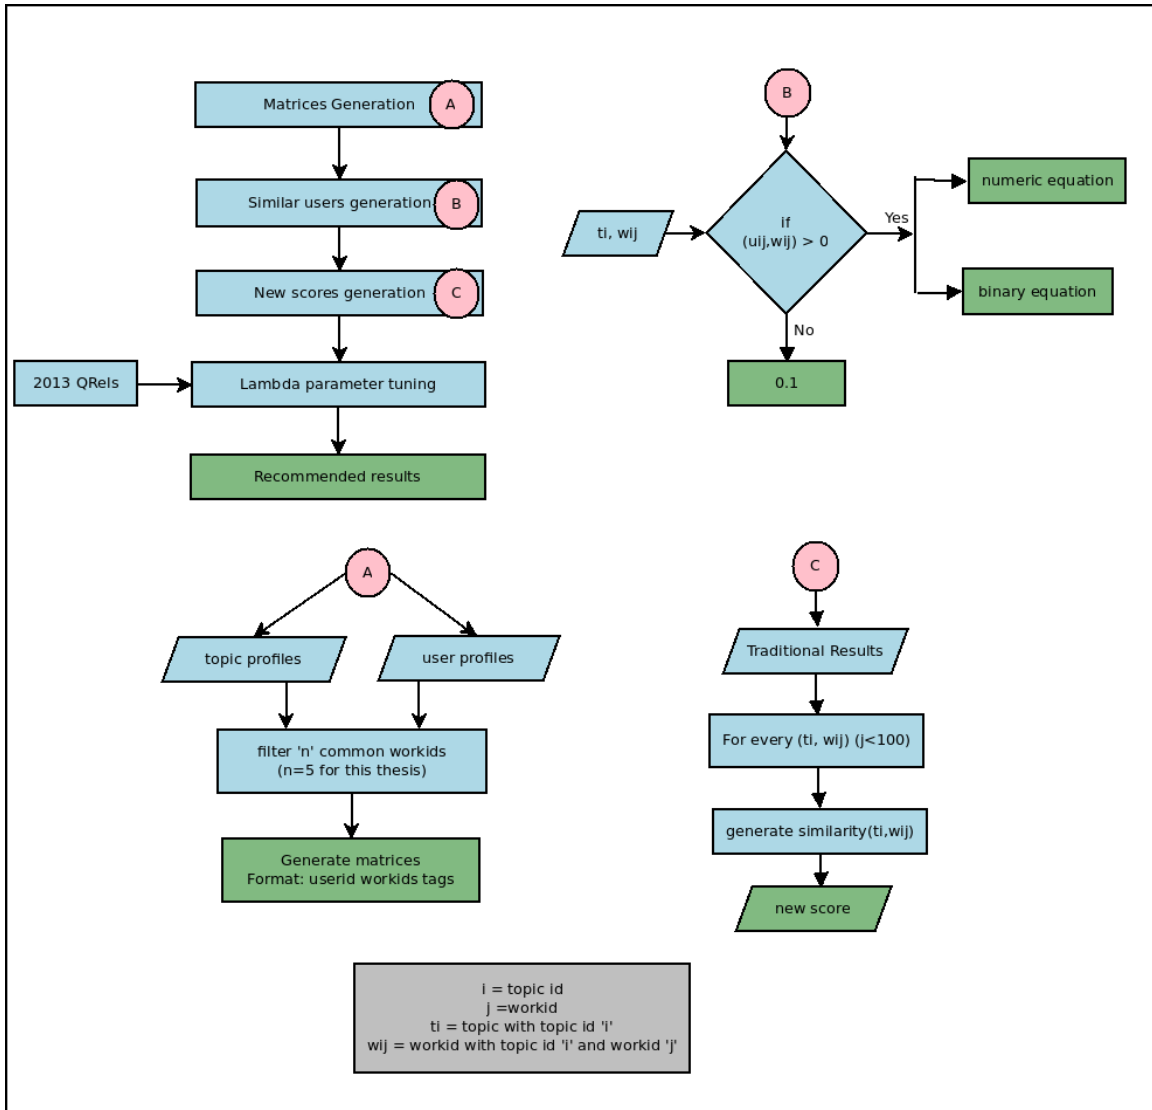 Matrices Generation
A
Similar users generation
B
New scores generation
C
2013 QRels
Lambda parameter tuning
Recommended results
B
ti, wij
if
(uij,wij) > 0
Yes
numeric equation
binary equation
No
0.1
A
topic profiles
user profiles
filter 'n' common workids
(n=5 for this thesis)
Generate matrices
Format: userid workids tags
C
Traditional Results
For every (ti, wij) (j<100)
generate similarity(ti,wij)
new score
i = topic id
j =workid
ti = topic with topic id 'i'
wij = workid with topic id 'i' and workid 'j'